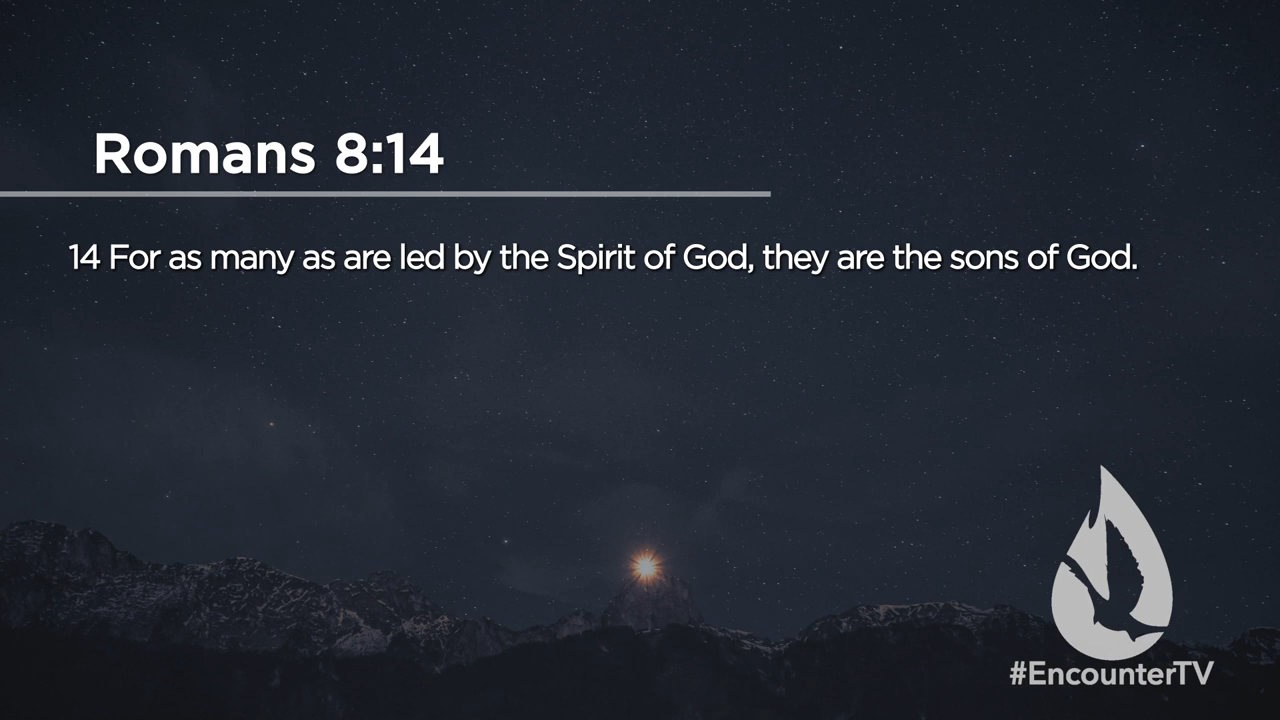 Romans 8:14
14 For as many as are led by the Spirit of God, they are the sons of God.
#EncounterTV